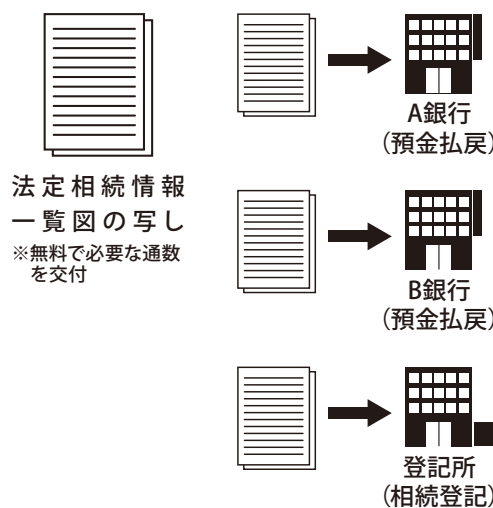 法定相続情報
一覧図の写し
※無料で必要な通数
を交付
A銀行
（預金払戻）
B銀行
（預金払戻）
登記所
（相続登記）